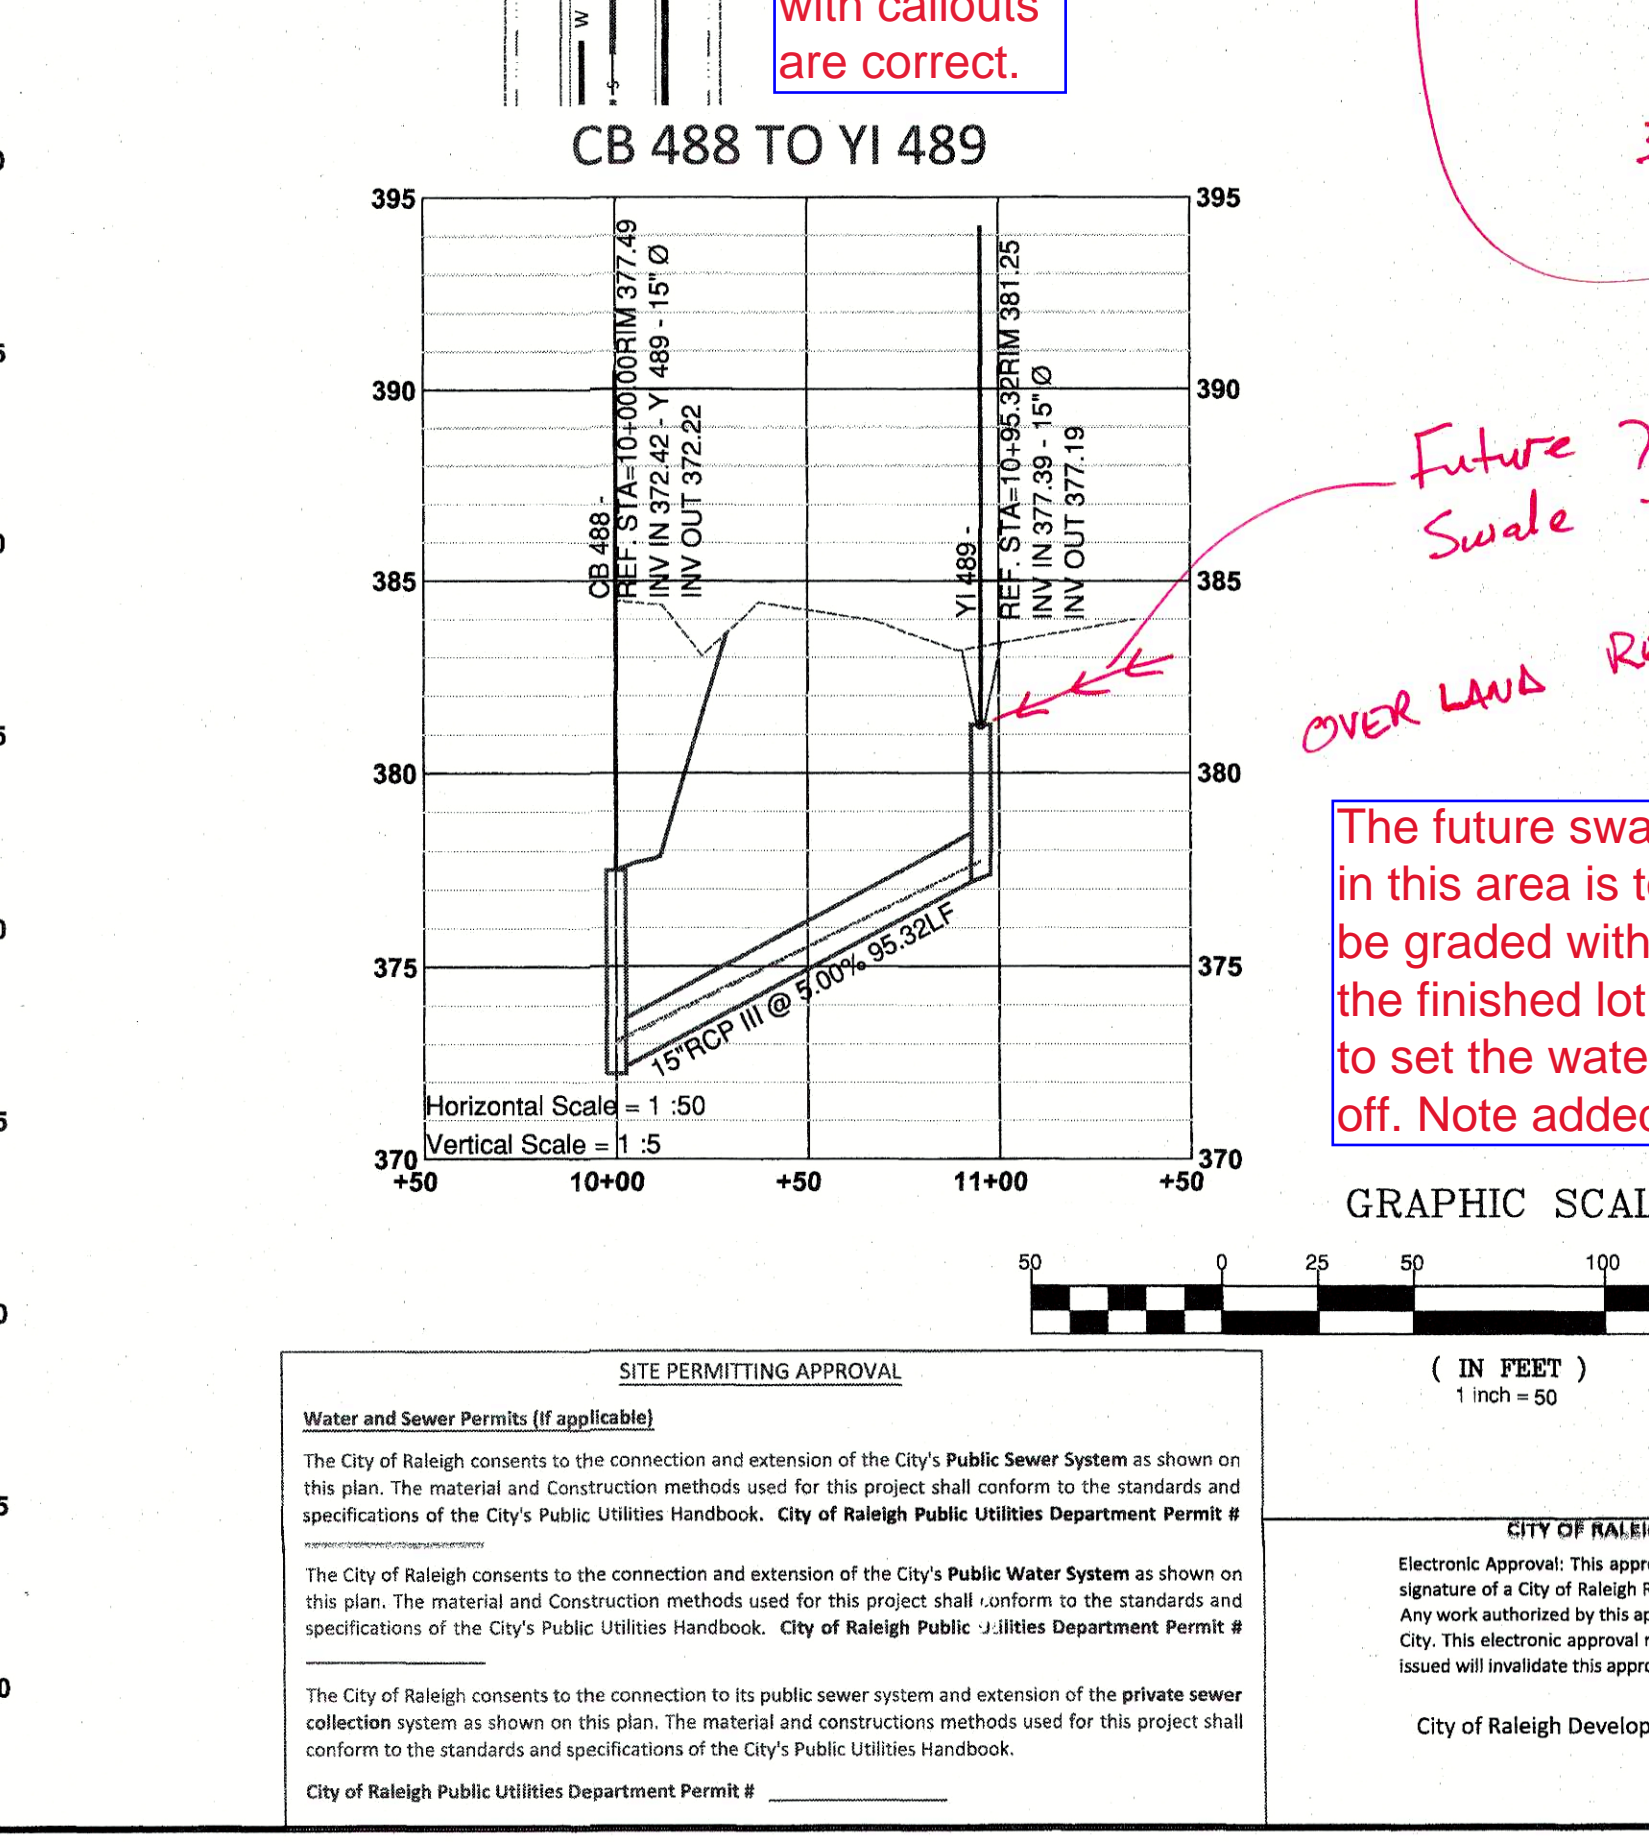 with callouts
are correct.
W
S
CB 488 TO YI 489
395
395
390
390
385
385
380
380
375
375
370
370
CB 488 -
REF. STA=10+00.00RIM 377.49
INV IN 372.42 - YI 489 - 15" Ø
INV OUT 372.22
YI 489 -
REF. STA=10+95.32RIM 381.25
INV IN 377.39 - 15" Ø
INV OUT 377.19
15"RCP III @ 5.00% 95.32LF
Horizontal Scale = 1 :50
Vertical Scale = 1 :5
+50
10+00
+50
11+00
+50
Future ?
Swale
OVER LAND
The future
in this area is
be graded with
the finished lot
to set the
off. Note
GRAPHIC
50
0
25
50
100
( IN FEET )
1 inch = 50
SITE PERMITTING APPROVAL
Water and Sewer Permits (If applicable)
The City of Raleigh consents to the connection and extension of the City's Public Sewer System as shown on
this plan. The material and Construction methods used for this project shall conform to the standards and
specifications of the City's Public Utilities Handbook. City of Raleigh Public Utilities Department Permit #
The City of Raleigh consents to the connection and extension of the City's Public Water System as shown on
this plan. The material and Construction methods used for this project shall conform to the standards and
specifications of the City's Public Utilities Handbook. City of Raleigh Public Utilities Department Permit #
The City of Raleigh consents to the connection to its public sewer system and extension of the private sewer
collection system as shown on this plan. The material and constructions methods used for this project shall
conform to the standards and specifications of the City's Public Utilities Handbook.
City of Raleigh Public Utilities Department Permit #
CITY OF
Electronic Approval: This
signature of a City of Raleigh
Any work authorized by this
City. This electronic approval
issued will invalidate this
City of Raleigh